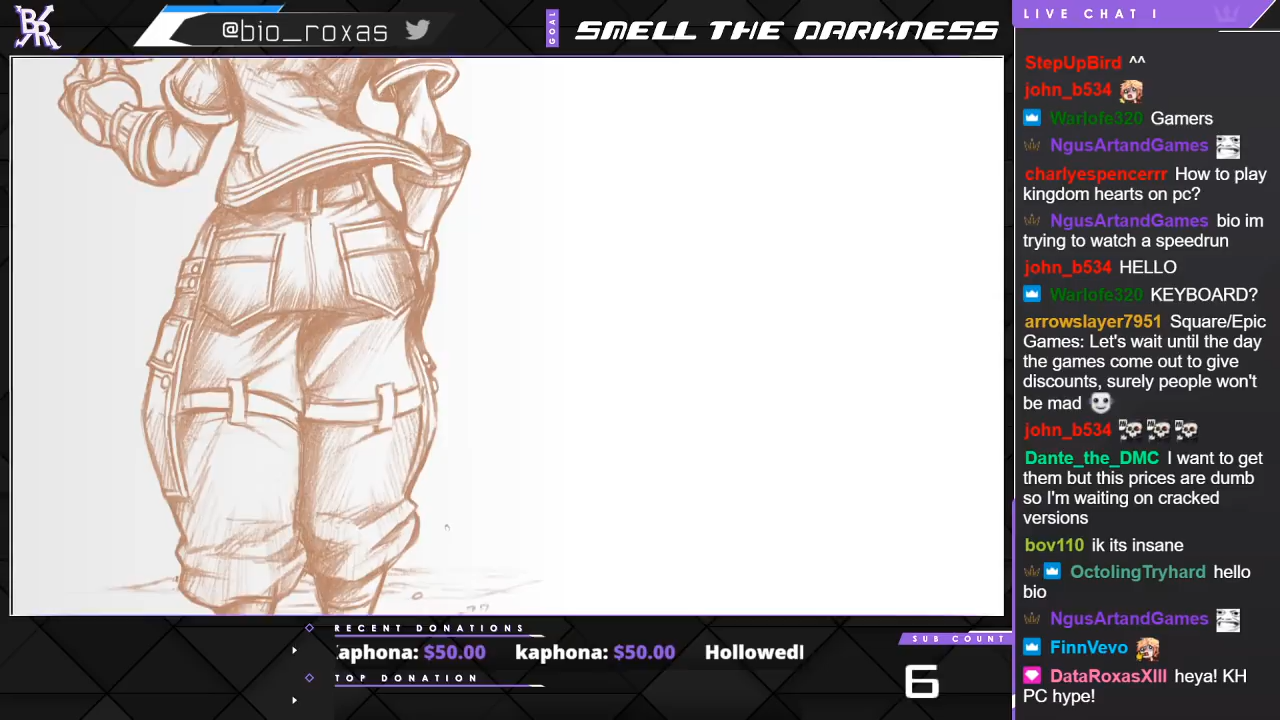 BR
@bio_roxas
GOAL
SMELL THE DARKNESS
LIVE CHAT
StepUpBird ^^
john_b534
Warlofe320 Gamers
NgusArtandGames
charlyespencerrr How to play
kingdom hearts on pc?
NgusArtandGames bio im
trying to watch a speedrun
john_b534 HELLO
Warlofe320 KEYBOARD?
arrowslayer7951 Square/Epic
Games: Let's wait until the day
the games come out to give
discounts, surely people won't
be mad
john_b534
Dante_the_DMC I want to get
them but this prices are dumb
so I'm waiting on cracked
versions
bov110 ik its insane
OctolingTryhard hello
bio
NgusArtandGames
FinnVevo
DataRoxasXIII heya! KH
PC hype!
RECENT DONATIONS
kaphona: $50.00 kaphona: $50.00 Hollowedl
TOP DONATION
SUB COUNT
6